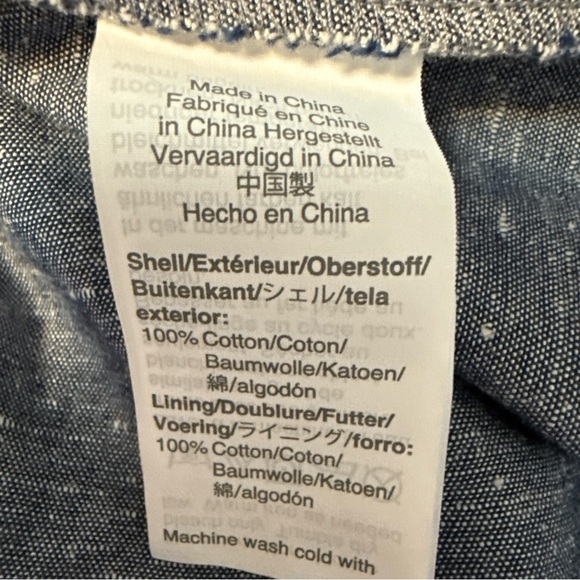 Made in China
Fabriqué en Chine
in China Hergestellt
Vervaardigd in China
中国製
Hecho en China
Shell/Extérieur/Oberstoff/
Buitenkant/シェル/tela
exterior:
100% Cotton/Coton/
Baumwolle/Katoen/
綿/algodón
Lining/Doublure/Futter/
Voering/ライニング/forro:
100% Cotton/Coton/
Baumwolle/Katoen/
綿/algodón
Machine wash cold with